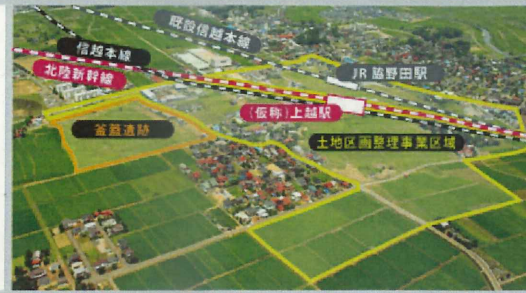 既設信越本線
信越本線
北陸新幹線
JR脇野田駅
(仮称)上越駅
釜蓋遺跡
土地区画整理事業区域